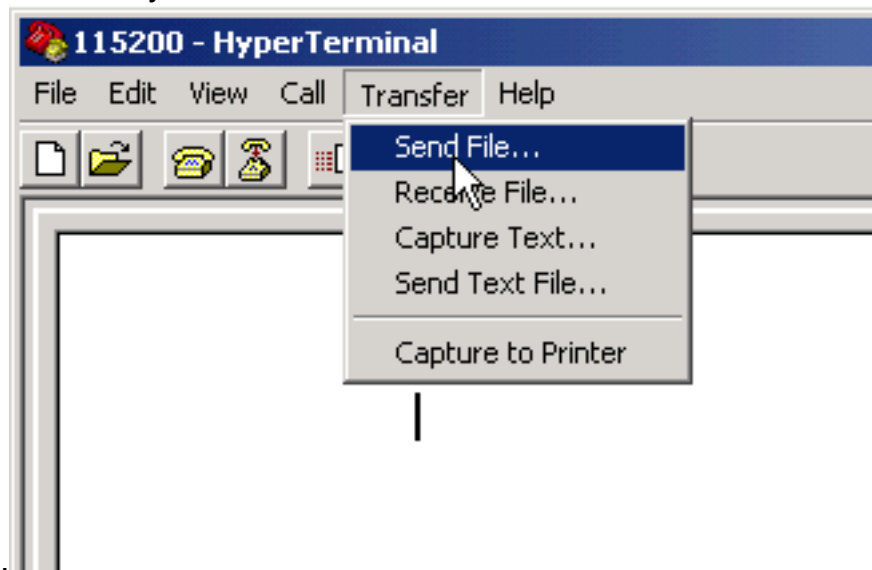 115200 - HyperTerminal
File Edit View Call Transfer Help
Send File...
Receive File...
Capture Text...
Send Text File...
Capture to Printer